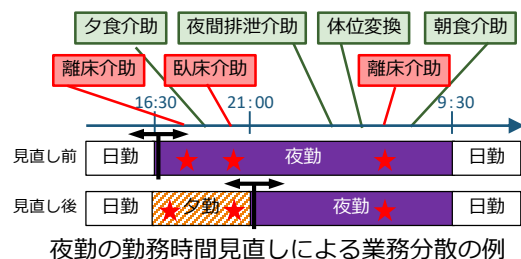 夕食介助 夜間排泄介助 体位変換 朝食介助
離床介助 臥床介助 離床介助
16:30 21:00 9:30
見直し前 日勤 夜勤 日勤
見直し後 日勤 夕勤 夜勤 日勤
夜勤の勤務時間見直しによる業務分散の例